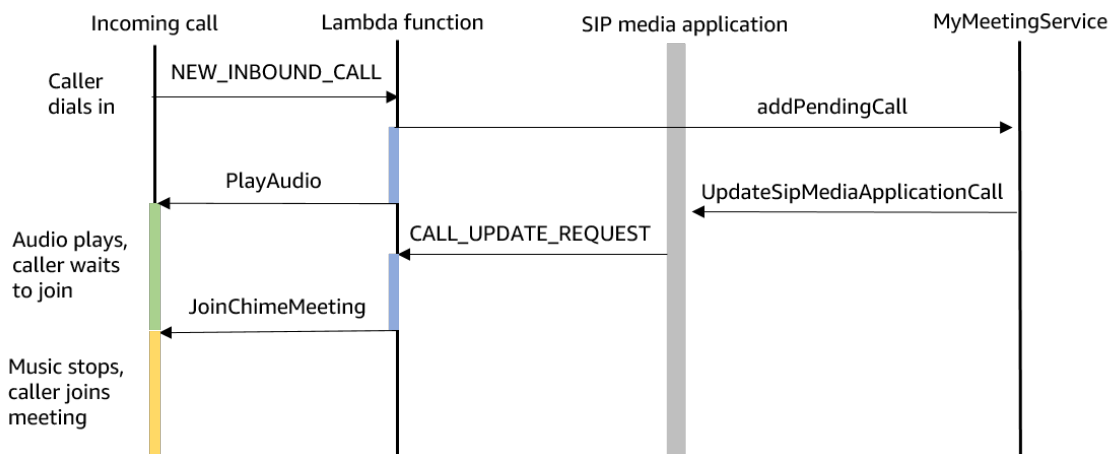 Incoming call
Lambda function
SIP media application
MyMeetingService
Caller
dials in
NEW_INBOUND_CALL
addPendingCall
PlayAudio
UpdateSipMediaApplicationCall
Audio plays,
caller waits
to join
CALL_UPDATE_REQUEST
JoinChimeMeeting
Music stops,
caller joins
meeting